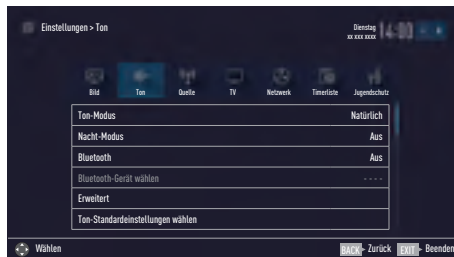 Einstellungen > Ton
Dienstag
xx xxx xxxx
14:00
Bild Ton Quelle TV Netzwerk Timerliste Jugendschutz
Ton-Modus Natürlich
Nacht-Modus Aus
Bluetooth Aus
Bluetooth-Gerät wählen - - - -
Erweitert
Ton-Standardeinstellungen wählen
Wählen BACK - Zurück EXIT - Beenden